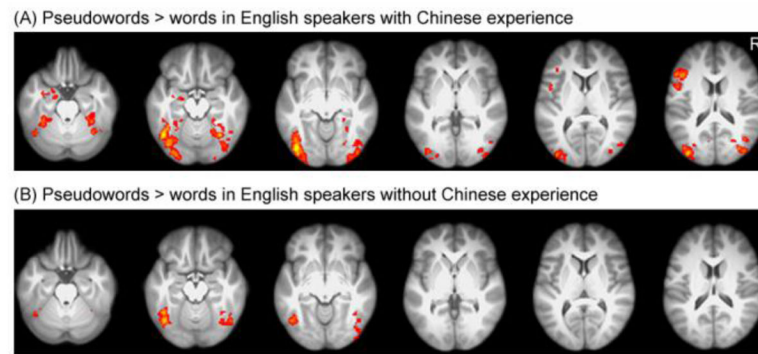 (A) Pseudowords > words in English speakers with Chinese experience
R
(B) Pseudowords > words in English speakers without Chinese experience